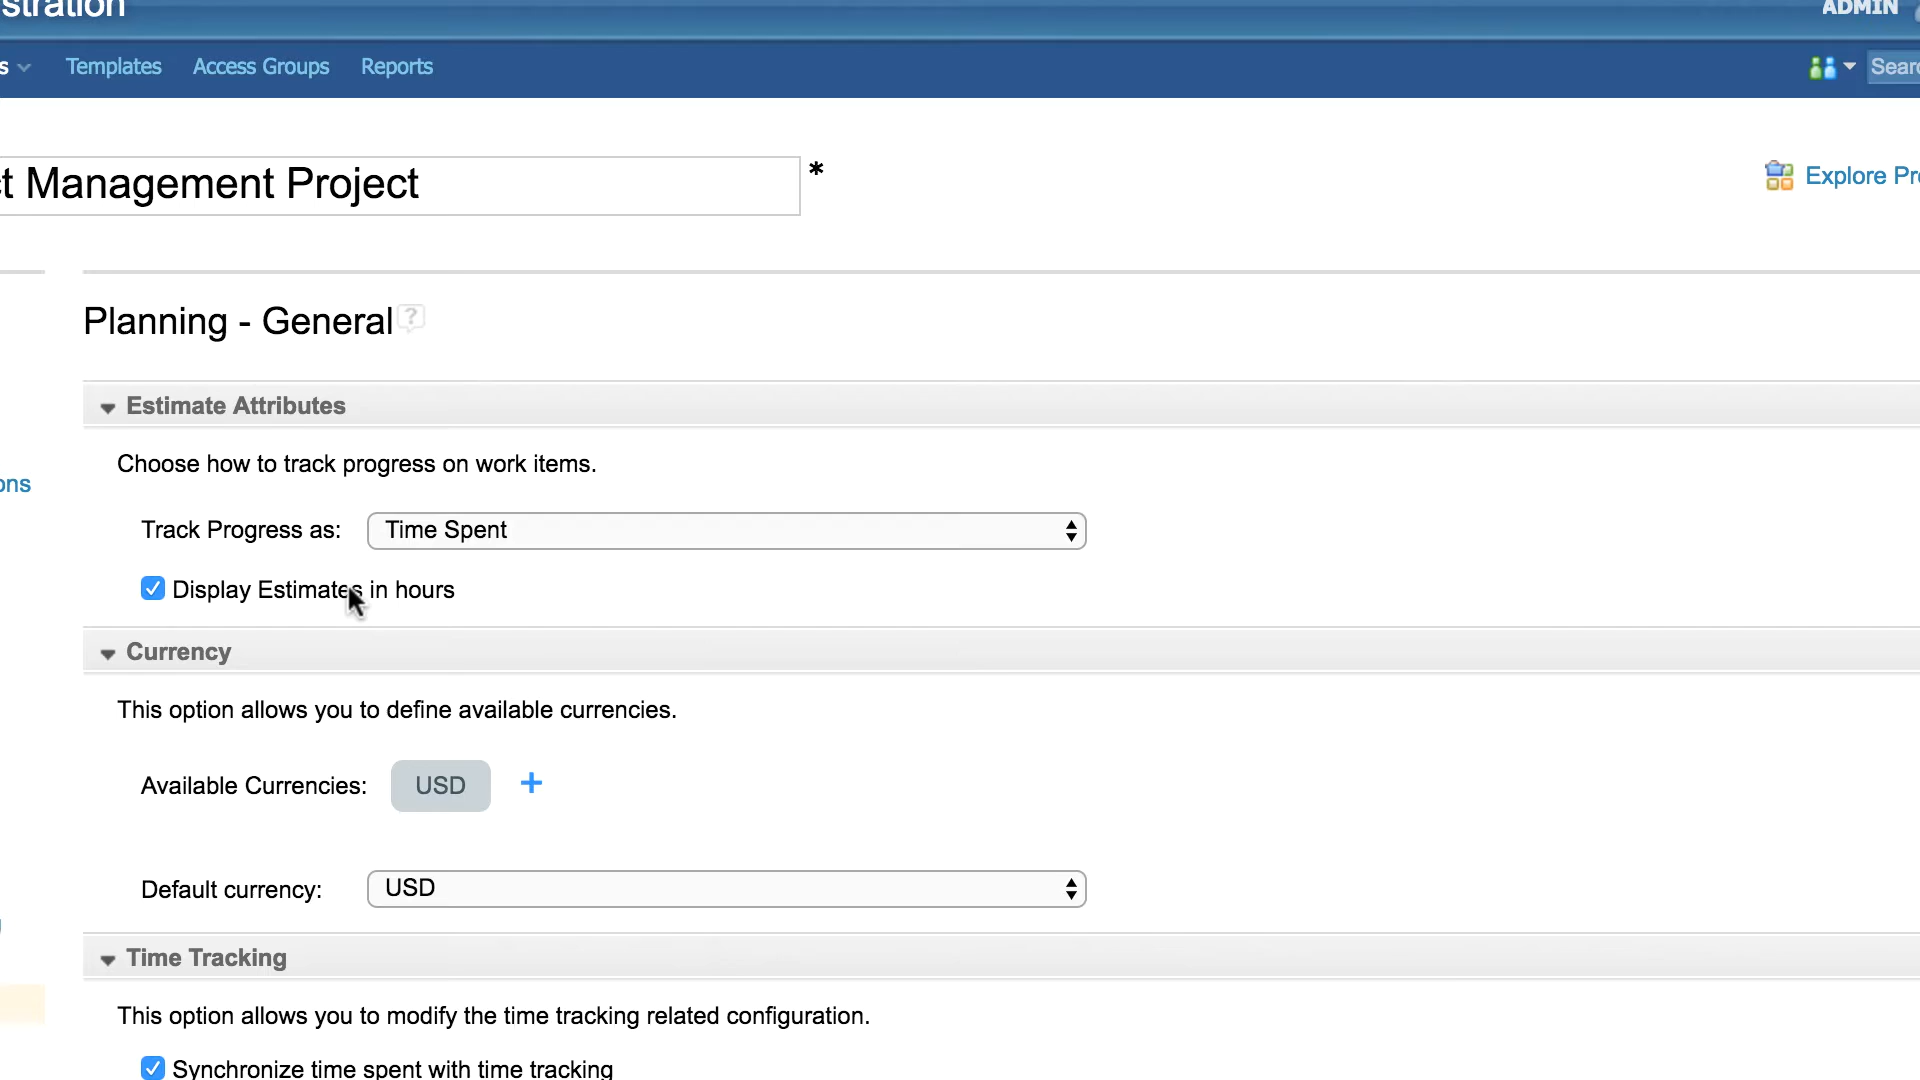 stration
ADMIN
s Templates Access Groups Reports
Sear
t Management Project *
Explore Pr
Planning - General ?
Estimate Attributes
Choose how to track progress on work items.
ons
Track Progress as: Time Spent
Display Estimates in hours
Currency
This option allows you to define available currencies.
Available Currencies: USD +
Default currency: USD
Time Tracking
This option allows you to modify the time tracking related configuration.
Synchronize time spent with time tracking